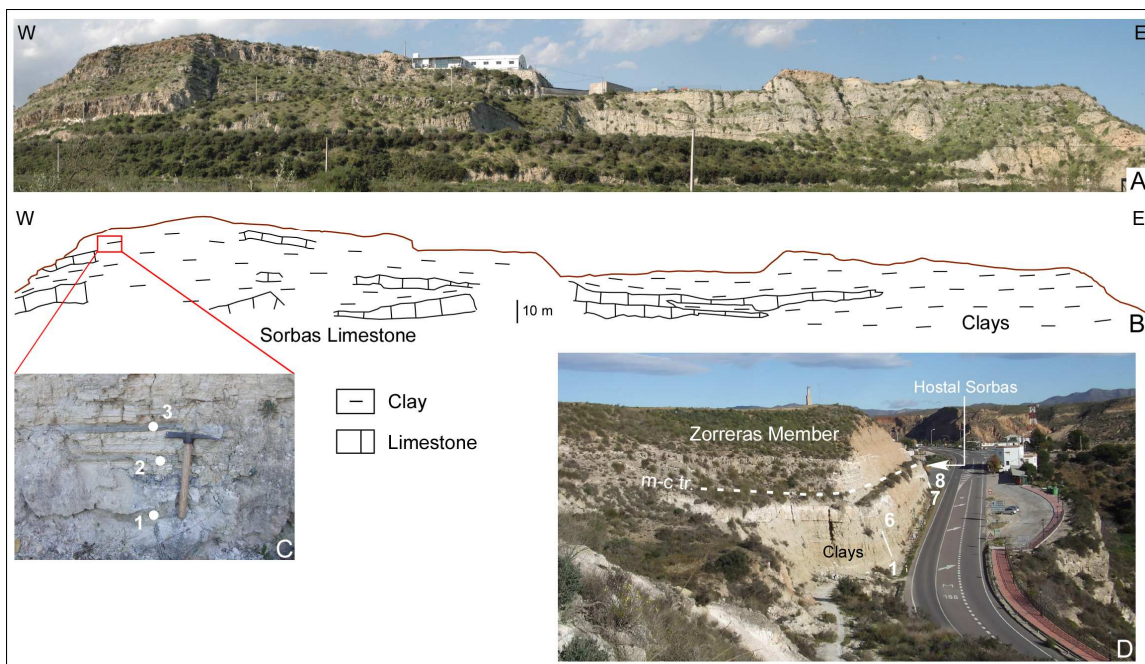 W
E
A
W
E
10 m
Sorbas Limestone
Clays
B
Clay
Limestone
3
2
1
C
Hostal Sorbas
Zorreras Member
m-c tr.
8
7
6
Clays
1
D